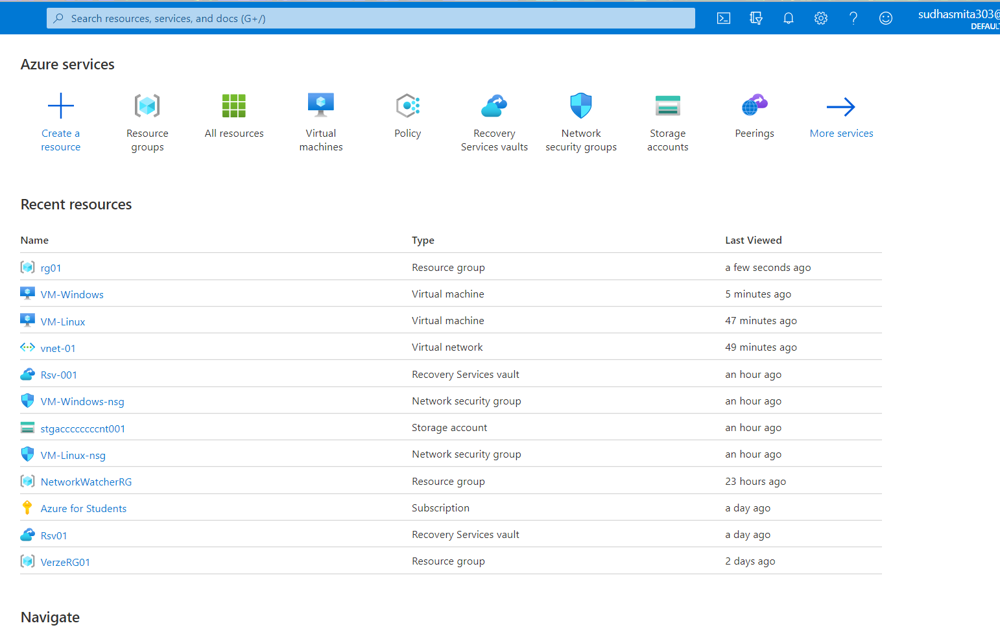 Search resources, services, and docs (G+/)
sudhasmita303@
DEFAUL
Azure services
Create a
resource
Resource
groups
All resources
Virtual
machines
Policy
Recovery
Services vaults
Network
security groups
Storage
accounts
Peerings
More services
Recent resources
Name Type Last Viewed
rg01 Resource group a few seconds ago
VM-Windows Virtual machine 5 minutes ago
VM-Linux Virtual machine 47 minutes ago
vnet-01 Virtual network 49 minutes ago
Rsv-001 Recovery Services vault an hour ago
VM-Windows-nsg Network security group an hour ago
stgaccccccccnt001 Storage account an hour ago
VM-Linux-nsg Network security group an hour ago
NetworkWatcherRG Resource group 23 hours ago
Azure for Students Subscription a day ago
Rsv01 Recovery Services vault a day ago
VerzeRG01 Resource group 2 days ago
Navigate